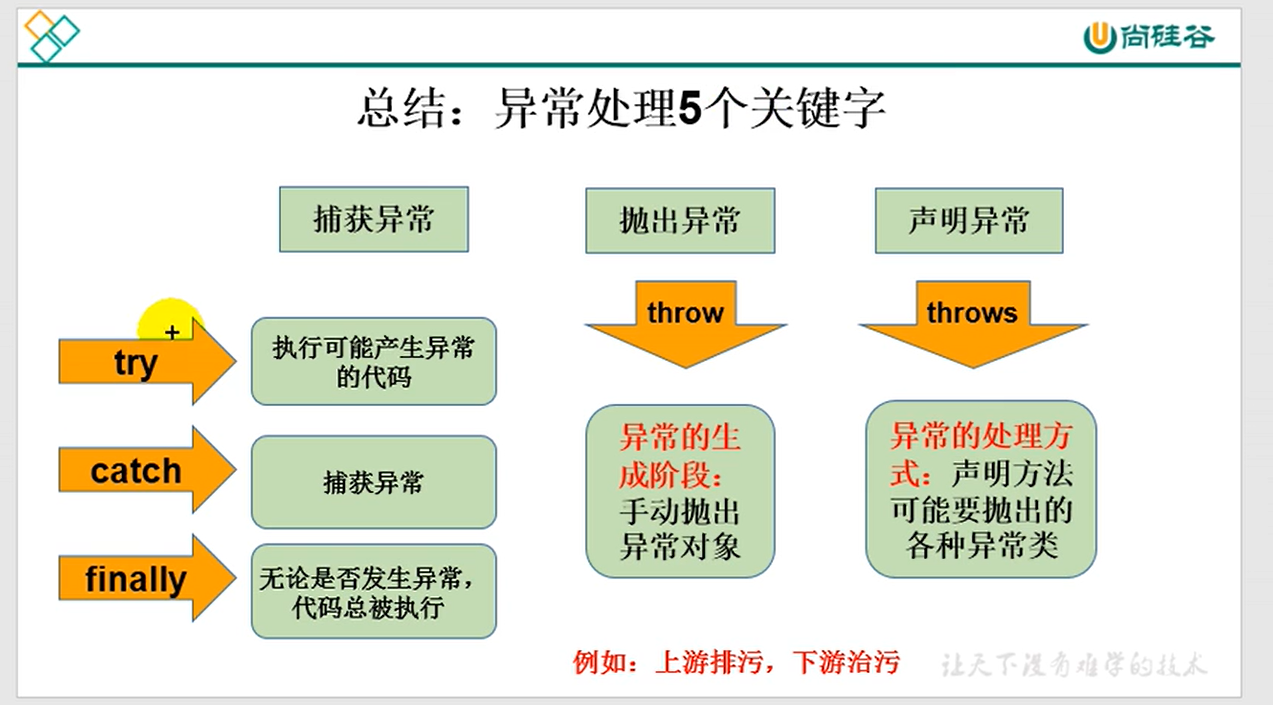 尚硅谷
总结：异常处理5个关键字
捕获异常
抛出异常
声明异常
try
执行可能产生异常
的代码
catch
捕获异常
finally
无论是否发生异常，
代码总被执行
throw
异常的生
成阶段：
手动抛出
异常对象
throws
异常的处理方
式：声明方法
可能要抛出的
各种异常类
例如：上游排污，下游治污
让天下没有难学的技术